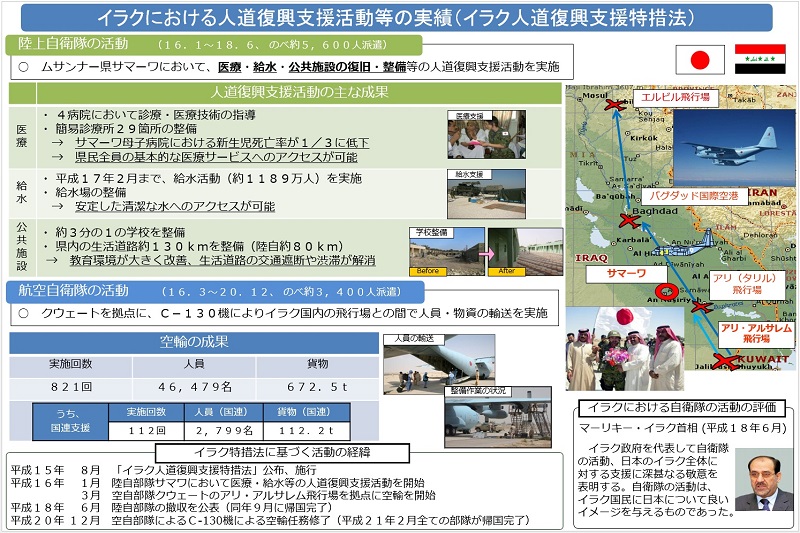 イラクにおける人道復興支援活動等の実績(イラク人道復興支援特措法)
陸上自衛隊の活動 (16.1~18.6、のべ約5,600人派遣)
○ ムサンナー県サマーワにおいて、医療・給水・公共施設の復旧・整備等の人道復興支援活動を実施
人道復興支援活動の主な成果
医療
・ 4病院において診療・医療技術の指導
・ 簡易診療所29箇所の整備
→ サマーワ母子病院における新生児死亡率が1/3に低下
→ 県民全員の基本的な医療サービスへのアクセスが可能
医療支援
給水
・ 平成17年2月まで、給水活動(約1189万人)を実施
・ 給水場の整備
→ 安定した清潔な水へのアクセスが可能
給水支援
公共施設
・ 約3分の1の学校を整備
・ 県内の生活道路約130kmを整備(陸自約80km)
→ 教育環境が大きく改善、生活道路の交通遮断や渋滞が解消
学校整備
Before
After
航空自衛隊の活動 (16.3~20.12、のべ約3,400人派遣)
○ クウェートを拠点に、C-130機によりイラク国内の飛行場との間で人員・物資の輸送を実施
空輸の成果
実施回数 人員 貨物
821回 46,479名 672.5t
うち、国連支援
実施回数 人員(国連) 貨物(国連)
112回 2,799名 112.2t
人員の輸送
整備作業の状況
イラク特措法に基づく活動の経緯
平成15年 8月 「イラク人道復興支援特措法」公布、施行
平成16年 1月 陸自部隊サマワにおいて医療・給水等の人道復興支援活動を開始
3月 空自部隊クウェートのアリ・アルサレム飛行場を拠点に空輸を開始
平成18年 6月 陸自部隊の撤収を公表(同年9月に帰国完了)
平成20年12月 空自部隊によるC-130機による空輸任務修了(平成21年2月全ての部隊が帰国完了)
エルビル飛行場
Mosul
Kirkūk
Takāb
Sāmarrā'
バグダッド国際空港
IRAN
Ba'qūbah
Baghdad
Karbalā
IRAQ
サマーワ
An Nāşirīyah
アリ(タリル)飛行場
アリ・アルサレム飛行場
KUWAIT
イラクにおける自衛隊の活動の評価
マーリキー・イラク首相(平成18年6月)
イラク政府を代表して自衛隊
の活動、日本のイラク全体に
対する支援に深甚なる敬意を
表明する。自衛隊の活動は、
イラク国民に日本について良い
イメージを与えるものであった。